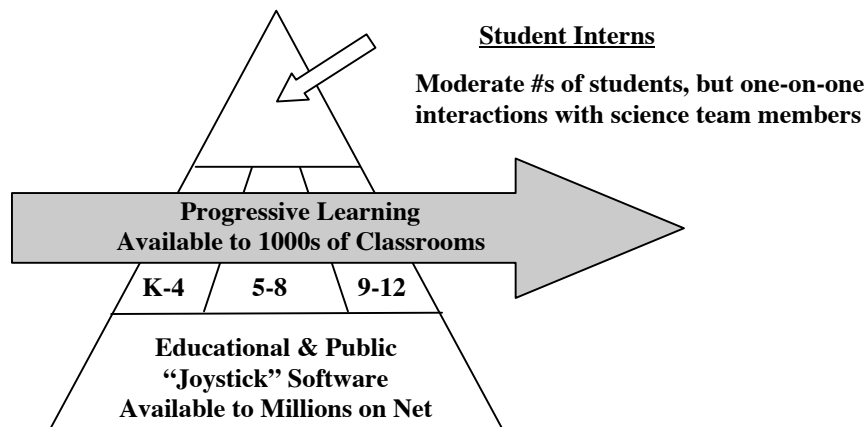 Student Interns
Moderate #s of students, but one-on-one
interactions with science team members
Progressive Learning
Available to 1000s of Classrooms
K-4 5-8 9-12
Educational & Public
“Joystick” Software
Available to Millions on Net